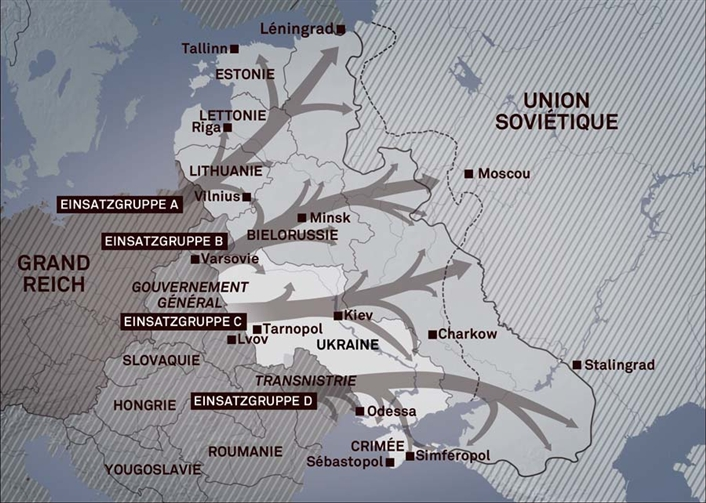 Léningrad
Tallinn
ESTONIE
UNION
SOVIÉTIQUE
LETTONIE
Riga
LITHUANIE
Moscou
Vilnius
EINSATZGRUPPE A
Minsk
BIELORUSSIE
EINSATZGRUPPE B
Varsovie
GRAND
REICH
GOUVERNEMENT
GÉNÉRAL
EINSATZGRUPPE C
Kiev
Tarnopol
Lvov
UKRAINE
Charkow
SLOVAQUIE
Stalingrad
TRANSNISTRIE
HONGRIE
EINSATZGRUPPE D
Odessa
CRIMÉE
ROUMANIE
Sébastopol
Simféropol
YOUGOSLAVIE